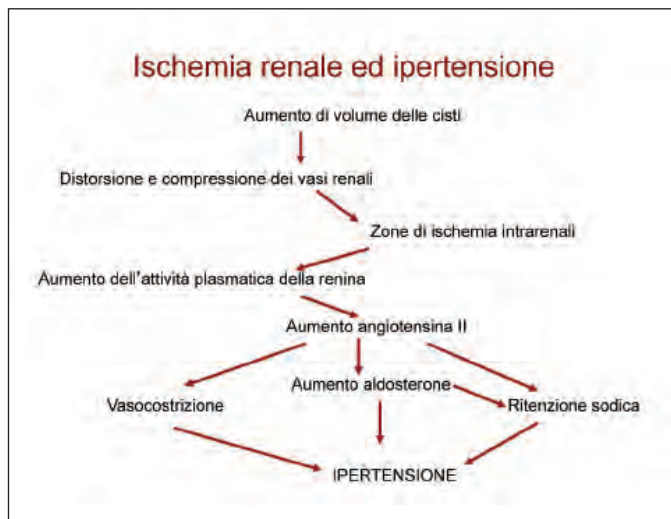 Ischemia renale ed ipertensione
Aumento di volume delle cisti
Distorsione e compressione dei vasi renali
Zone di ischemia intrarenali
Aumento dell'attività plasmatica della renina
Aumento angiotensina II
Aumento aldosterone
Vasocostrizione
Ritenzione sodica
IPERTENSIONE